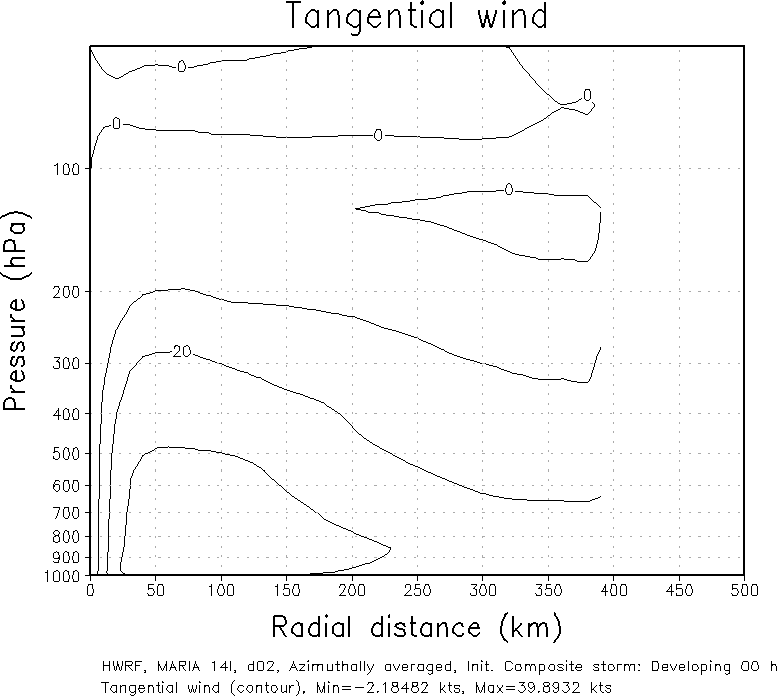 Tangential wind
0
0
0
0
100
0
200
20
300
400
500
600
700
800
900
1000
0 50 100 150 200 250 300 350 400 450 500
Pressure (hPa)
Radial distance (km)
HWRF, MARIA 14l, d02, Azimuthally averaged, Init. Composite storm: Developing 00 h
Tangential wind (contour), Min=-2.18482 kts, Max=39.8932 kts